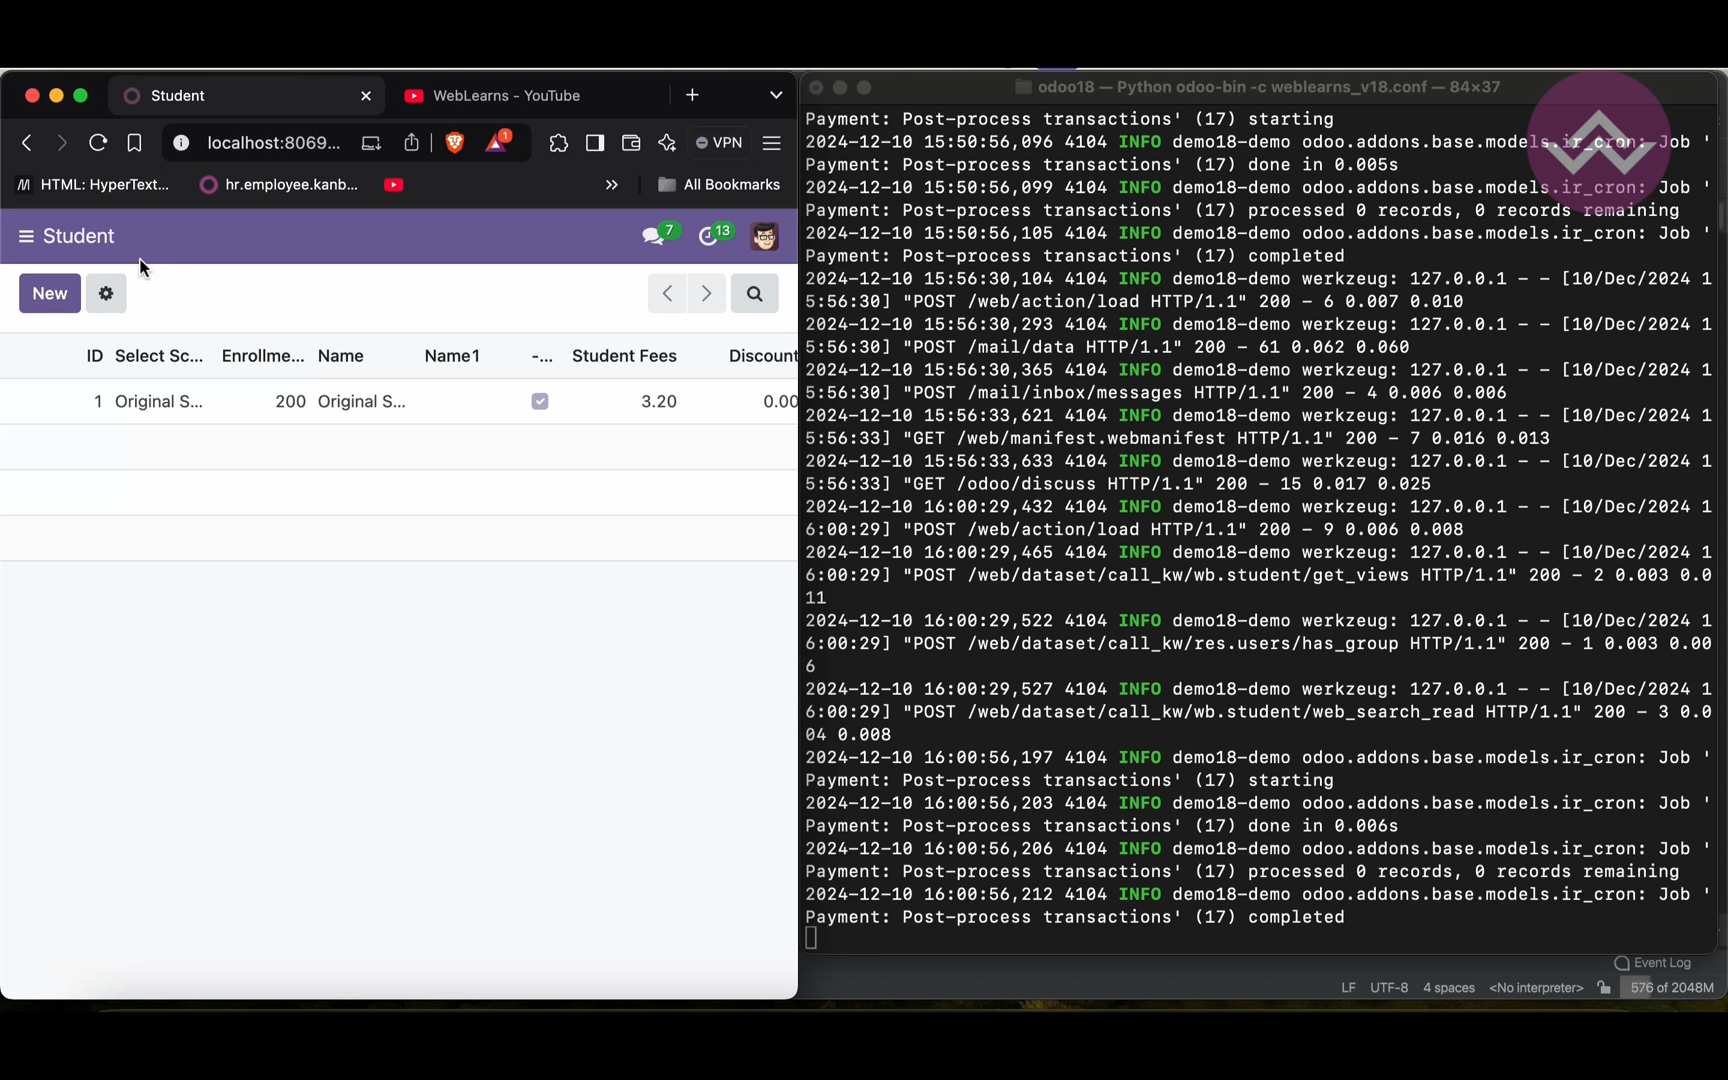 Student
WebLearns - YouTube
localhost:8069...
1
VPN
HTML: HyperText...
hr.employee.kanb...
All Bookmarks
Student
7
13
New
ID Select Sc... Enrollme... Name Name1 -... Student Fees Discount
1 Original S... 200 Original S... 3.20 0.00
odoo18 — Python odoo-bin -c weblearns_v18.conf — 84×37
Payment: Post-process transactions' (17) starting
2024-12-10 15:50:56,096 4104 INFO demo18-demo odoo.addons.base.models.ir_cron: Job '
Payment: Post-process transactions' (17) done in 0.005s
2024-12-10 15:50:56,099 4104 INFO demo18-demo odoo.addons.base.models.ir_cron: Job '
Payment: Post-process transactions' (17) processed 0 records, 0 records remaining
2024-12-10 15:50:56,105 4104 INFO demo18-demo odoo.addons.base.models.ir_cron: Job '
Payment: Post-process transactions' (17) completed
2024-12-10 15:56:30,104 4104 INFO demo18-demo werkzeug: 127.0.0.1 - - [10/Dec/2024 1
5:56:30] "POST /web/action/load HTTP/1.1" 200 - 6 0.007 0.010
2024-12-10 15:56:30,293 4104 INFO demo18-demo werkzeug: 127.0.0.1 - - [10/Dec/2024 1
5:56:30] "POST /mail/data HTTP/1.1" 200 - 61 0.062 0.060
2024-12-10 15:56:30,365 4104 INFO demo18-demo werkzeug: 127.0.0.1 - - [10/Dec/2024 1
5:56:30] "POST /mail/inbox/messages HTTP/1.1" 200 - 4 0.006 0.006
2024-12-10 15:56:33,621 4104 INFO demo18-demo werkzeug: 127.0.0.1 - - [10/Dec/2024 1
5:56:33] "GET /web/manifest.webmanifest HTTP/1.1" 200 - 7 0.016 0.013
2024-12-10 15:56:33,633 4104 INFO demo18-demo werkzeug: 127.0.0.1 - - [10/Dec/2024 1
5:56:33] "GET /odoo/discuss HTTP/1.1" 200 - 15 0.017 0.025
2024-12-10 16:00:29,432 4104 INFO demo18-demo werkzeug: 127.0.0.1 - - [10/Dec/2024 1
6:00:29] "POST /web/action/load HTTP/1.1" 200 - 9 0.006 0.008
2024-12-10 16:00:29,465 4104 INFO demo18-demo werkzeug: 127.0.0.1 - - [10/Dec/2024 1
6:00:29] "POST /web/dataset/call_kw/wb.student/get_views HTTP/1.1" 200 - 2 0.003 0.0
11
2024-12-10 16:00:29,522 4104 INFO demo18-demo werkzeug: 127.0.0.1 - - [10/Dec/2024 1
6:00:29] "POST /web/dataset/call_kw/res.users/has_group HTTP/1.1" 200 - 1 0.003 0.00
6
2024-12-10 16:00:29,527 4104 INFO demo18-demo werkzeug: 127.0.0.1 - - [10/Dec/2024 1
6:00:29] "POST /web/dataset/call_kw/wb.student/web_search_read HTTP/1.1" 200 - 3 0.0
04 0.008
2024-12-10 16:00:56,197 4104 INFO demo18-demo odoo.addons.base.models.ir_cron: Job '
Payment: Post-process transactions' (17) starting
2024-12-10 16:00:56,203 4104 INFO demo18-demo odoo.addons.base.models.ir_cron: Job '
Payment: Post-process transactions' (17) done in 0.006s
2024-12-10 16:00:56,206 4104 INFO demo18-demo odoo.addons.base.models.ir_cron: Job '
Payment: Post-process transactions' (17) processed 0 records, 0 records remaining
2024-12-10 16:00:56,212 4104 INFO demo18-demo odoo.addons.base.models.ir_cron: Job '
Payment: Post-process transactions' (17) completed
Event Log
LF UTF-8 4 spaces <No interpreter> 576 of 2048M